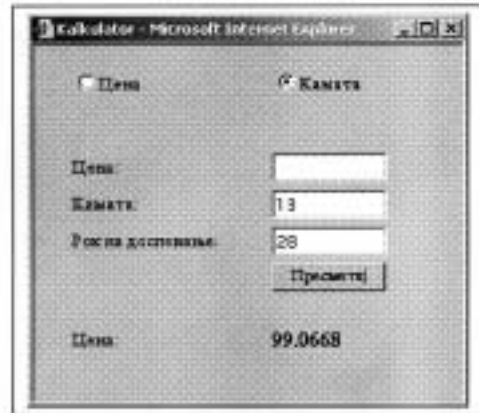 Kalkulator - Microsoft Internet Explorer
Цена Камата
Цена:
Камата: 13
Рок на доспевање: 28
Пресметај
Цена: 99.0668